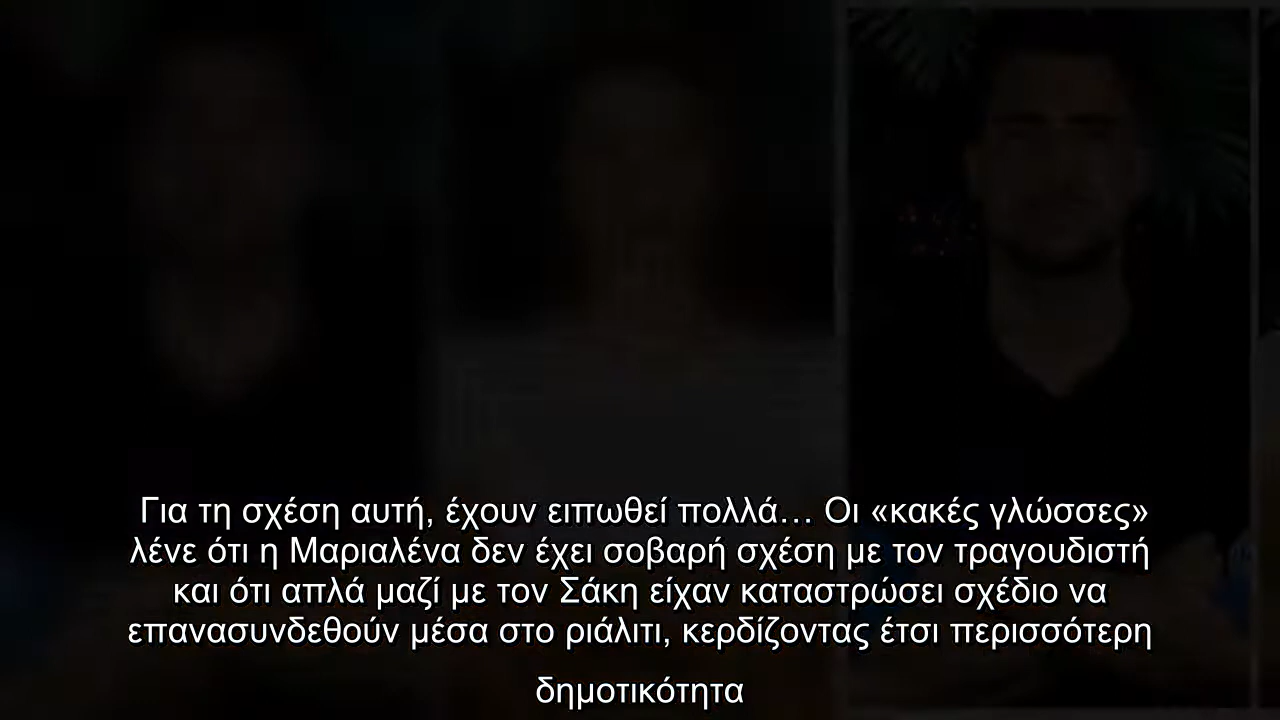 Για τη σχέση αυτή, έχουν ειπωθεί πολλά… Οι «κακές γλώσσες»
λένε ότι η Μαριαλένα δεν έχει σοβαρή σχέση με τον τραγουδιστή
και ότι απλά μαζί με τον Σάκη είχαν καταστρώσει σχέδιο να
επανασυνδεθούν μέσα στο ριάλιτι, κερδίζοντας έτσι περισσότερη
δημοτικότητα